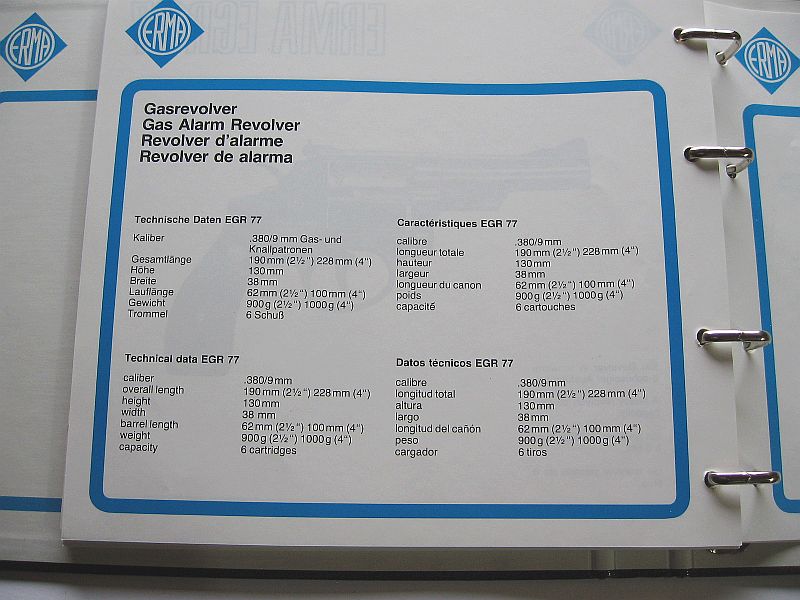 ERMA
ERMA
ERMA
ERMA EGR
Gasrevolver
Gas Alarm Revolver
Revolver d'alarme
Revolver de alarma
Technische Daten EGR 77
Kaliber .380/9 mm Gas- und
Knallpatronen
Gesamtlänge 190 mm (2½") 228 mm (4")
Höhe 130 mm
Breite 38 mm
Lauflänge 62 mm (2½") 100 mm (4")
Gewicht 900 g (2½") 1000 g (4")
Trommel 6 Schuß
Caractéristiques EGR 77
calibre .380/9 mm
longueur totale 190 mm (2½") 228 mm (4")
hauteur 130 mm
largeur 38 mm
longueur du canon 62 mm (2½") 100 mm (4")
poids 900 g (2½") 1000 g (4")
capacité 6 cartouches
Technical data EGR 77
caliber .380/9 mm
overall length 190 mm (2½") 228 mm (4")
height 130 mm
width 38 mm
barrel length 62 mm (2½") 100 mm (4")
weight 900 g (2½") 1000 g (4")
capacity 6 cartridges
Datos técnicos EGR 77
calibre .380/9 mm
longitud total 190 mm (2½") 228 mm (4")
altura 130 mm
largo 38 mm
longitud del cañón 62 mm (2½") 100 mm (4")
peso 900 g (2½") 1000 g (4")
cargador 6 tiros